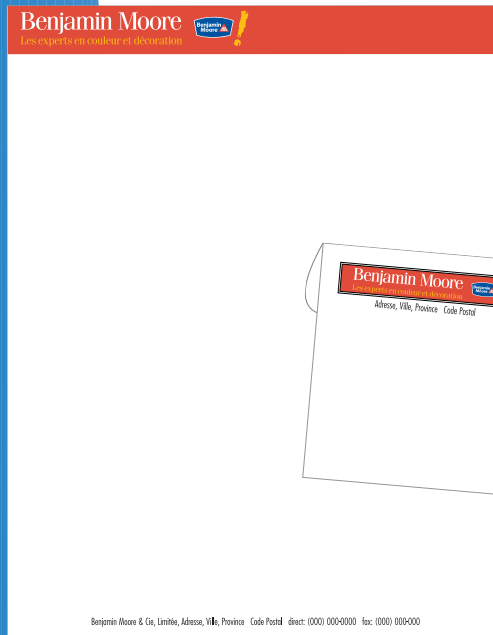 Benjamin Moore
Les experts en couleur et décoration
Benjamin
Moore
Benjamin Moore
Les experts en couleur et décoration
Benjamin
Moore
Adresse, Ville, Province Code Postal
Benjamin Moore & Cie, Limitée, Adresse, Ville, Province Code Postal direct: (000) 000-0000 fax: (000) 000-000